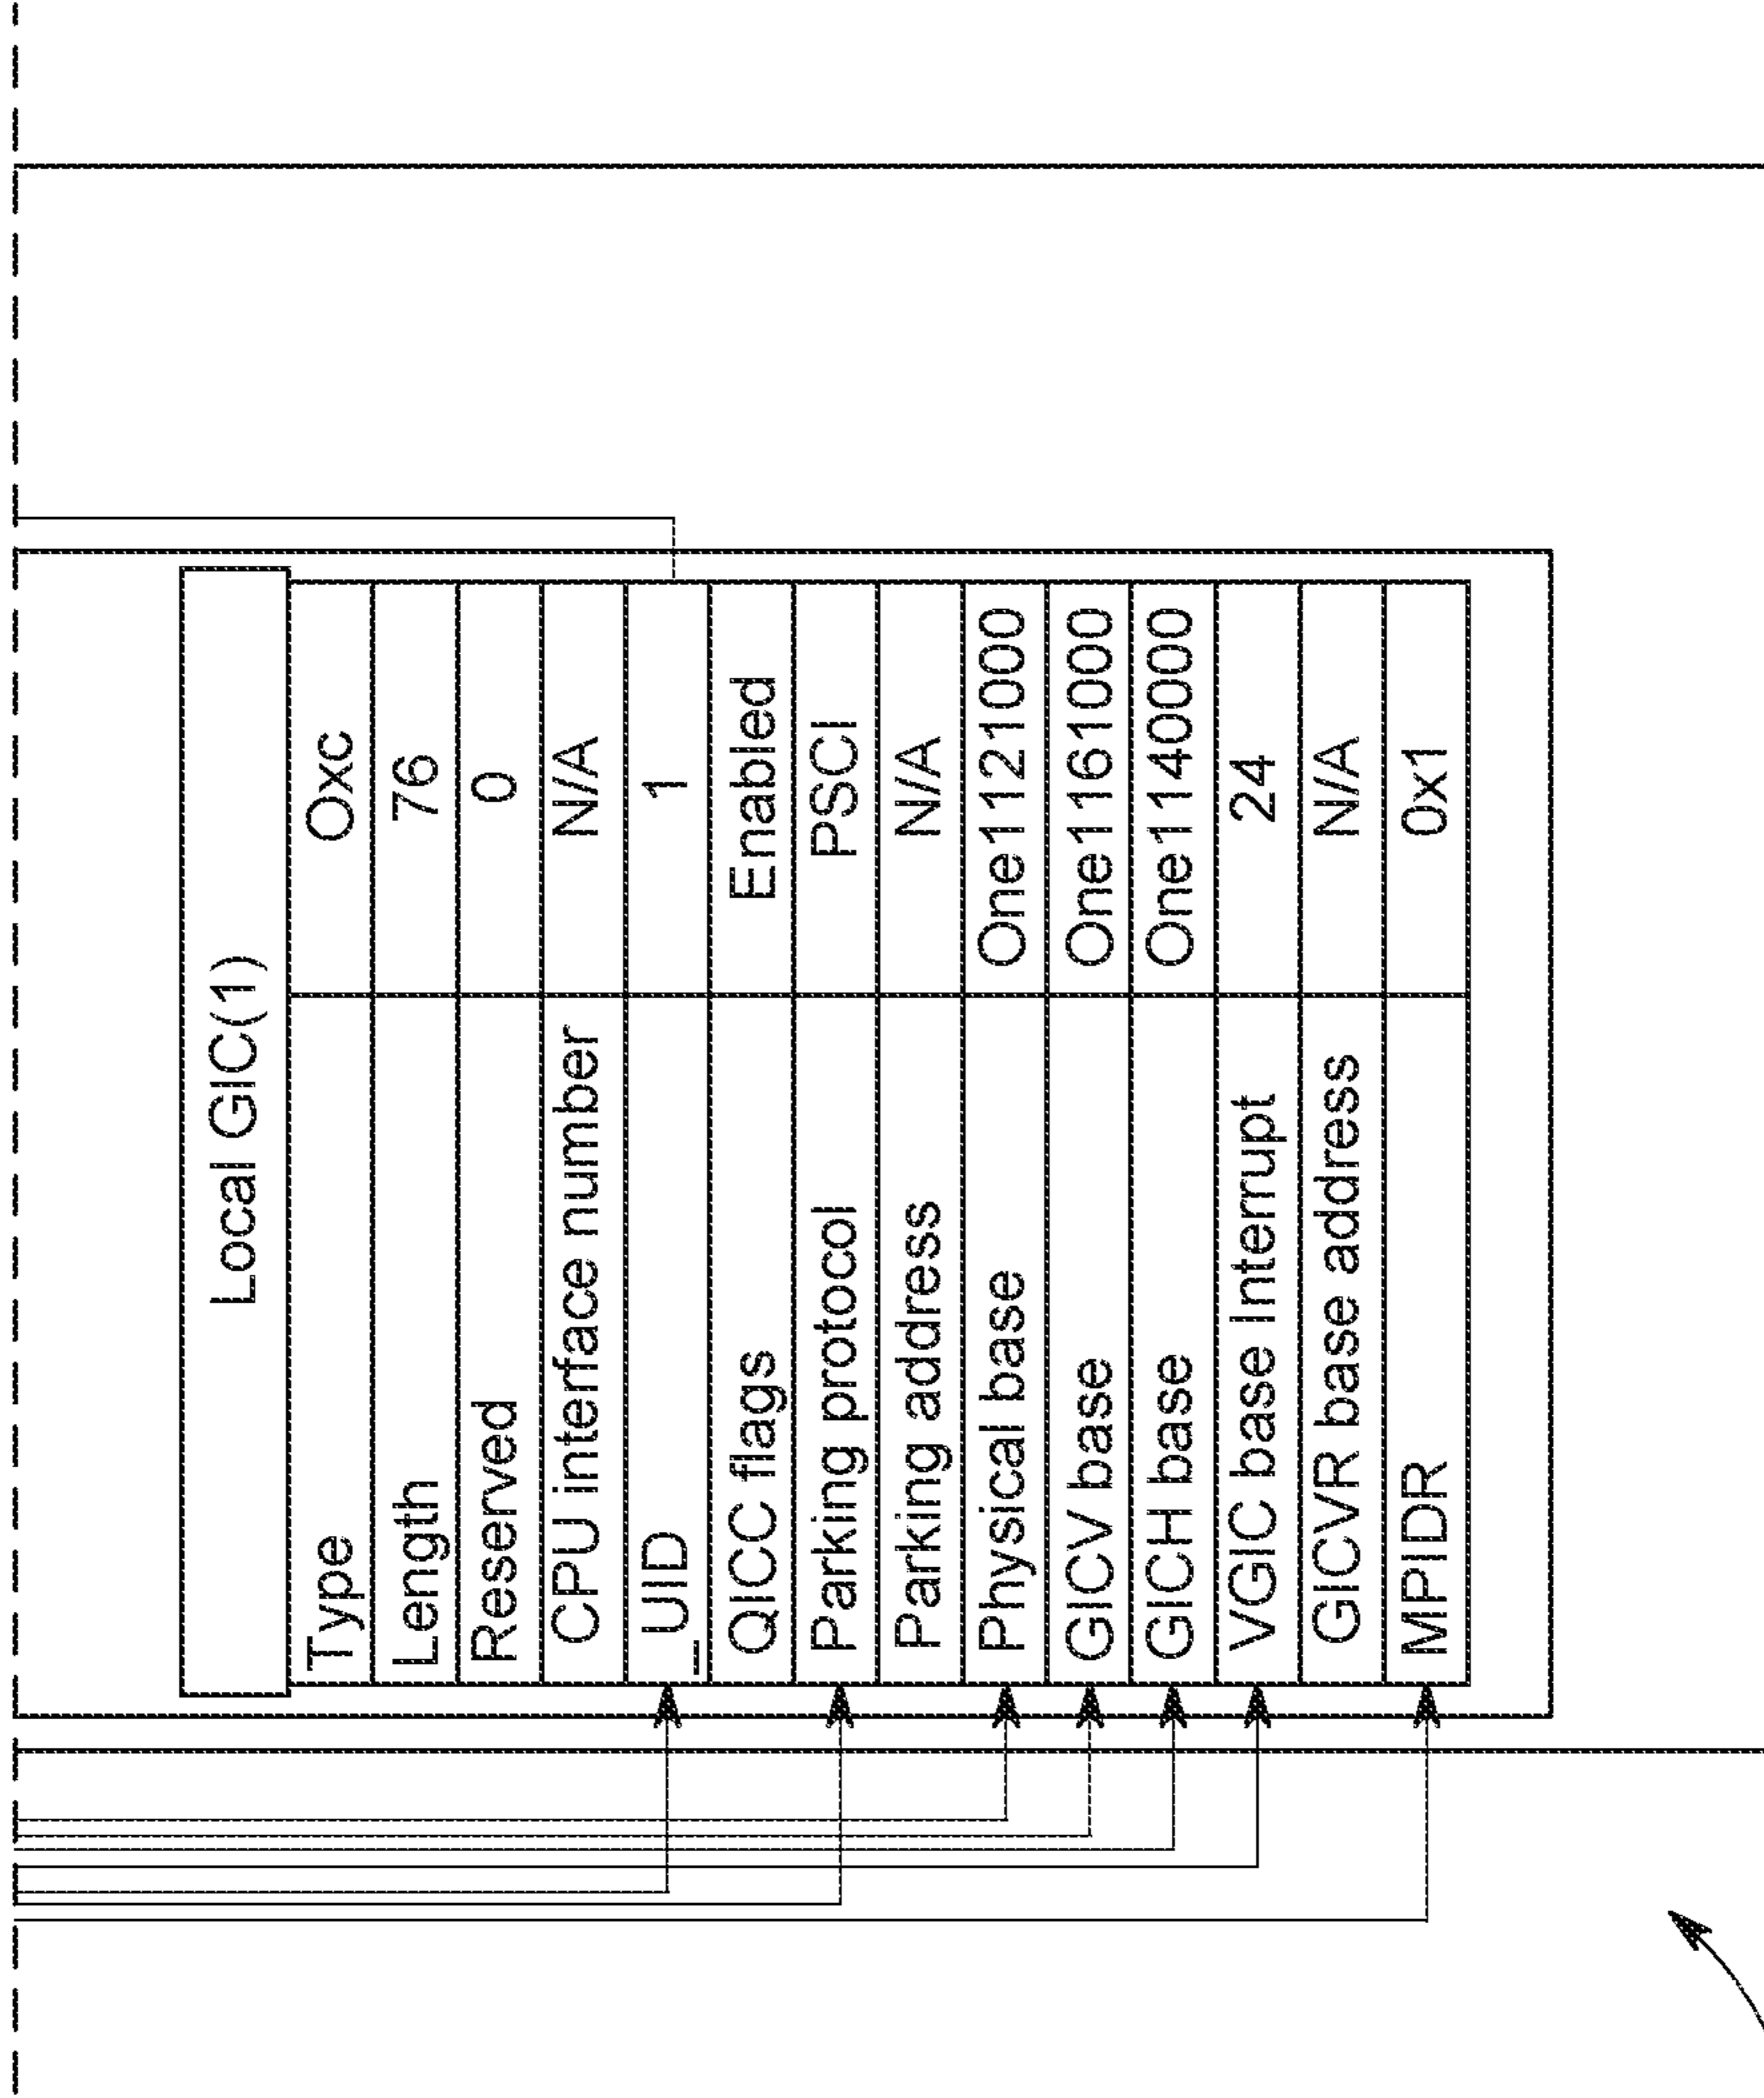 Local GIC(1)
Type Oxc
Length 76
Reserved 0
CPU interface number N/A
_UID 1
QICC flags Enabled
Parking protocol PSCI
Parking address N/A
Physical base One1121000
GICV base One1161000
GICH base One1140000
VGIC base Interrupt 24
GICVR base address N/A
MPIDR 0x1